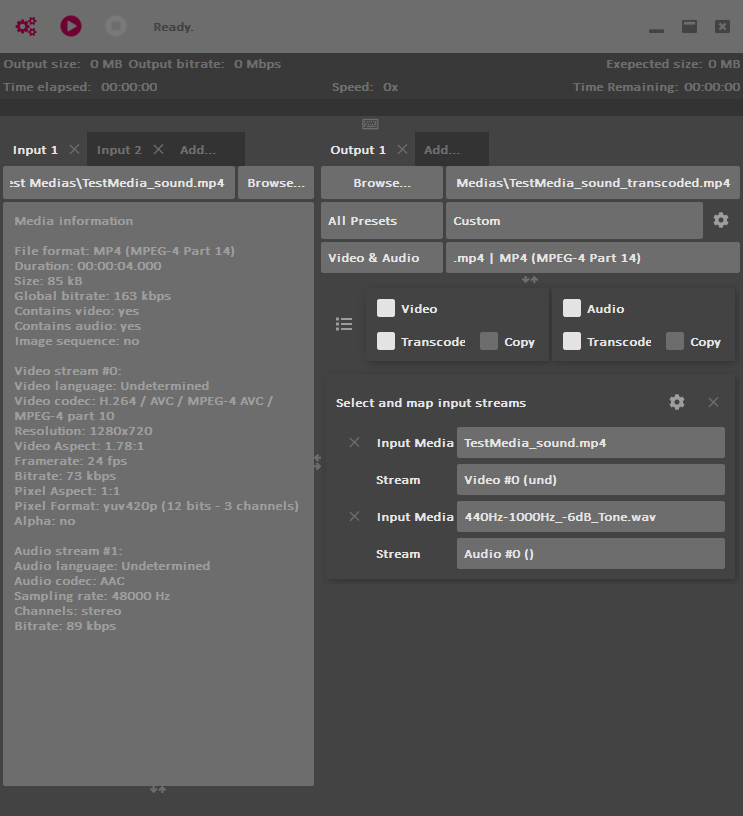 Ready.
Output size: 0 MB Output bitrate: 0 Mbps Exepected size: 0 MB
Time elapsed: 00:00:00 Speed: 0x Time Remaining: 00:00:00
Input 1 Input 2 Add...
est Medias\TestMedia_sound.mp4 Browse...
Media information
File format: MP4 (MPEG-4 Part 14)
Duration: 00:00:04.000
Size: 85 kB
Global bitrate: 163 kbps
Contains video: yes
Contains audio: yes
Image sequence: no
Video stream #0:
Video language: Undetermined
Video codec: H.264 / AVC / MPEG-4 AVC /
MPEG-4 part 10
Resolution: 1280x720
Video Aspect: 1.78:1
Framerate: 24 fps
Bitrate: 73 kbps
Pixel Aspect: 1:1
Pixel Format: yuv420p (12 bits - 3 channels)
Alpha: no
Audio stream #1:
Audio language: Undetermined
Audio codec: AAC
Sampling rate: 48000 Hz
Channels: stereo
Bitrate: 89 kbps
Output 1 Add...
Browse... Medias\TestMedia_sound_transcoded.mp4
All Presets Custom
Video & Audio .mp4 | MP4 (MPEG-4 Part 14)
Video Audio
Transcode Copy Transcode Copy
Select and map input streams
Input Media TestMedia_sound.mp4
Stream Video #0 (und)
Input Media 440Hz-1000Hz_-6dB_Tone.wav
Stream Audio #0 ()